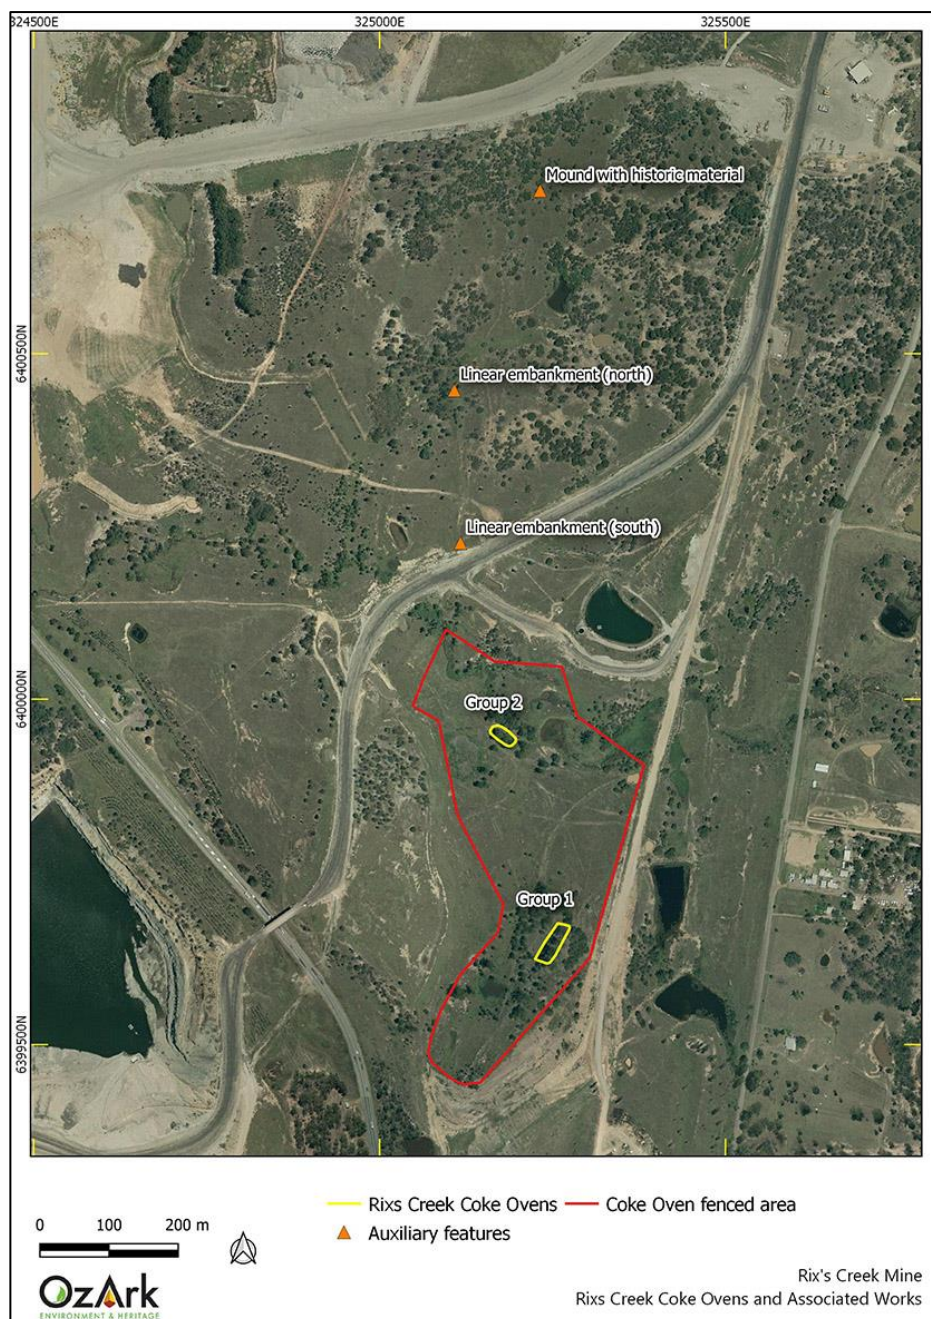 324500E
325000E
325500E
Mound with historic material
6400500N
Linear embankment (north)
Linear embankment (south)
6400000N
Group 2
Group 1
6399500N
Rixs Creek Coke Ovens
Coke Oven fenced area
0 100 200 m
Auxiliary features
OzArk
ENVIRONMENT & HERITAGE
Rix's Creek Mine
Rixs Creek Coke Ovens and Associated Works